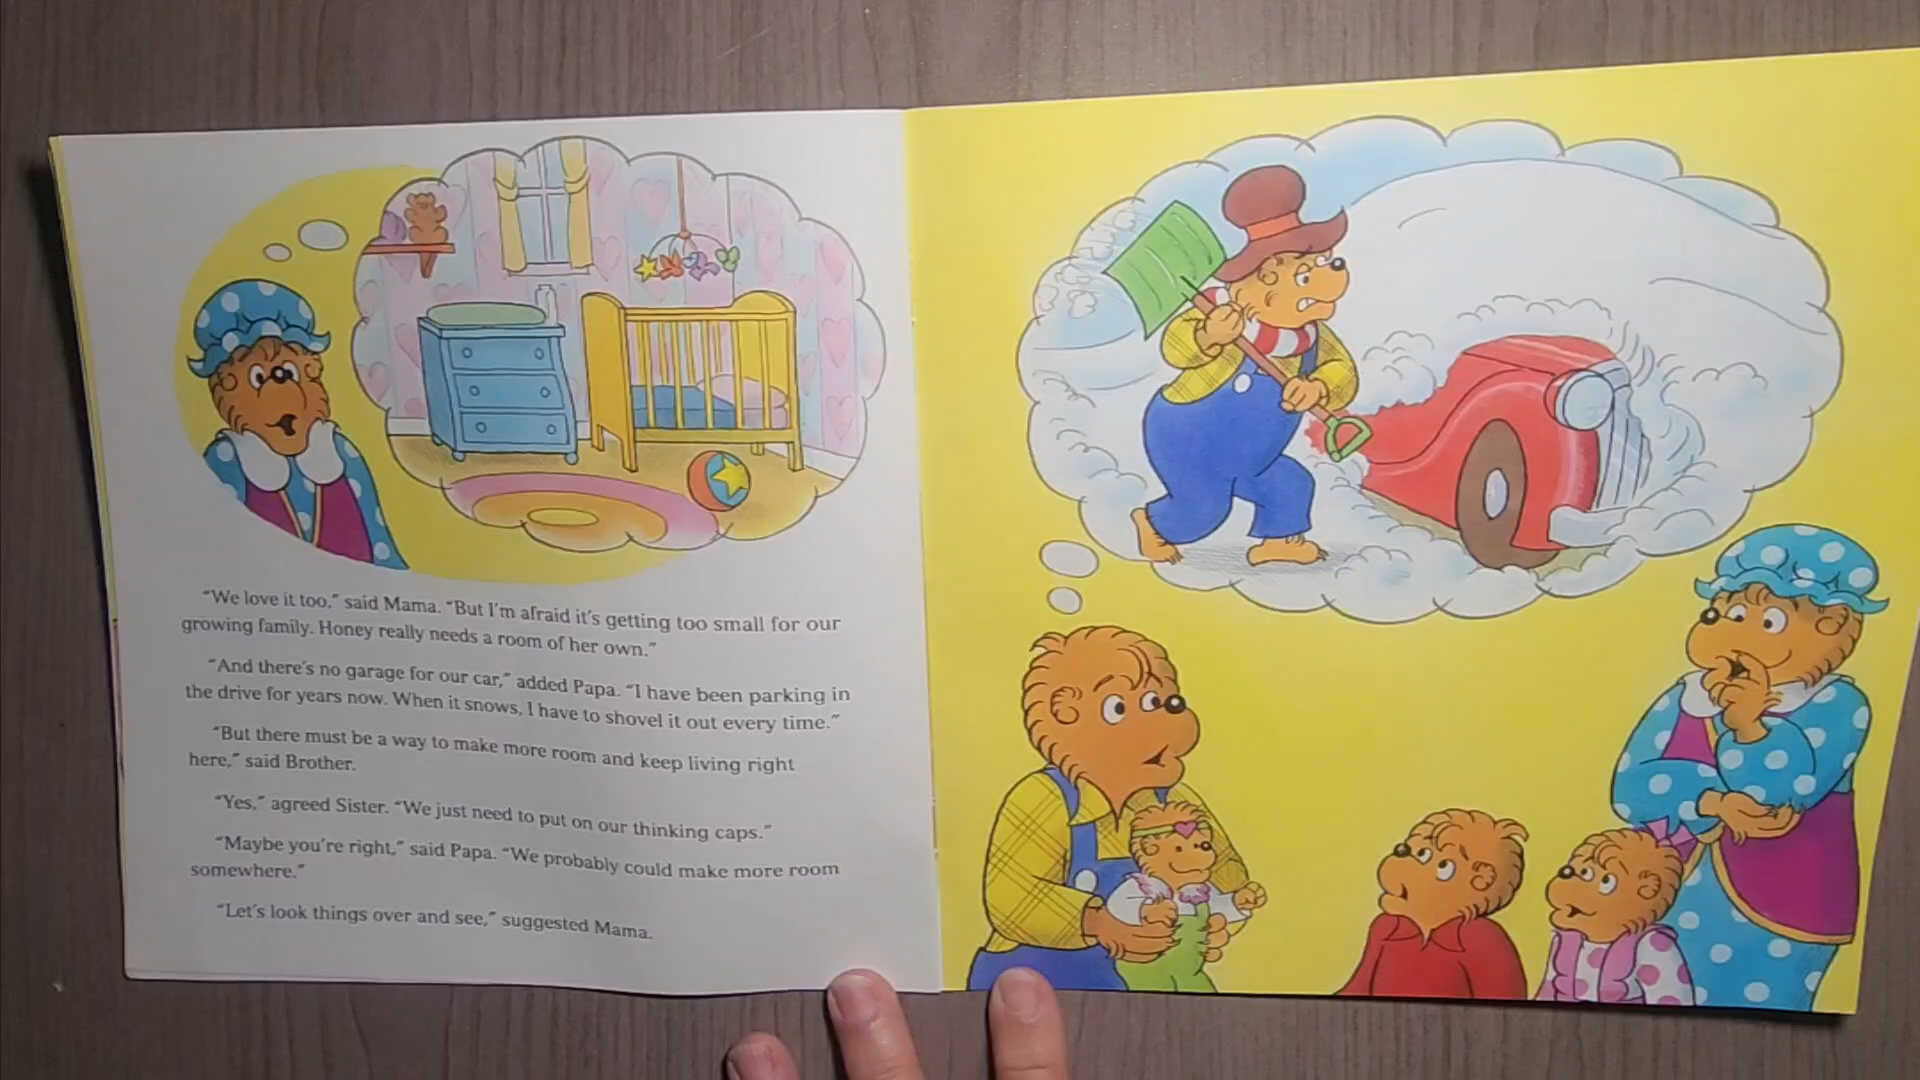 “We love it too,” said Mama. “But I’m afraid it’s getting too small for our
growing family. Honey really needs a room of her own.”
“And there’s no garage for our car,” added Papa. “I have been parking in
the drive for years now. When it snows, I have to shovel it out every time.”
“But there must be a way to make more room and keep living right
here,” said Brother.
“Yes,” agreed Sister. “We just need to put on our thinking caps.”
“Maybe you’re right,” said Papa. “We probably could make more room
somewhere.”
“Let’s look things over and see,” suggested Mama.